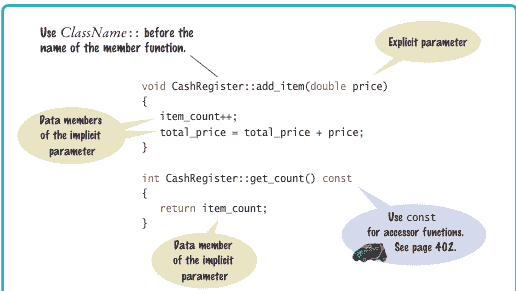 Use ClassName:: before the
name of the member function.
Explicit parameter
void CashRegister::add_item(double price)
{
item_count++;
total_price = total_price + price;
}
Data members
of the implicit
parameter
int CashRegister::get_count() const
{
return item_count;
}
Data member
of the implicit
parameter
Use const
for accessor functions.
See page 402.